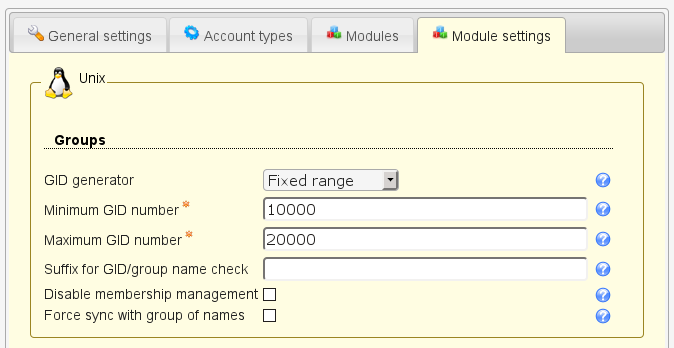 General settings Account types Modules Module settings
Unix
Groups
GID generator Fixed range ?
Minimum GID number * 10000 ?
Maximum GID number * 20000 ?
Suffix for GID/group name check ?
Disable membership management ?
Force sync with group of names ?